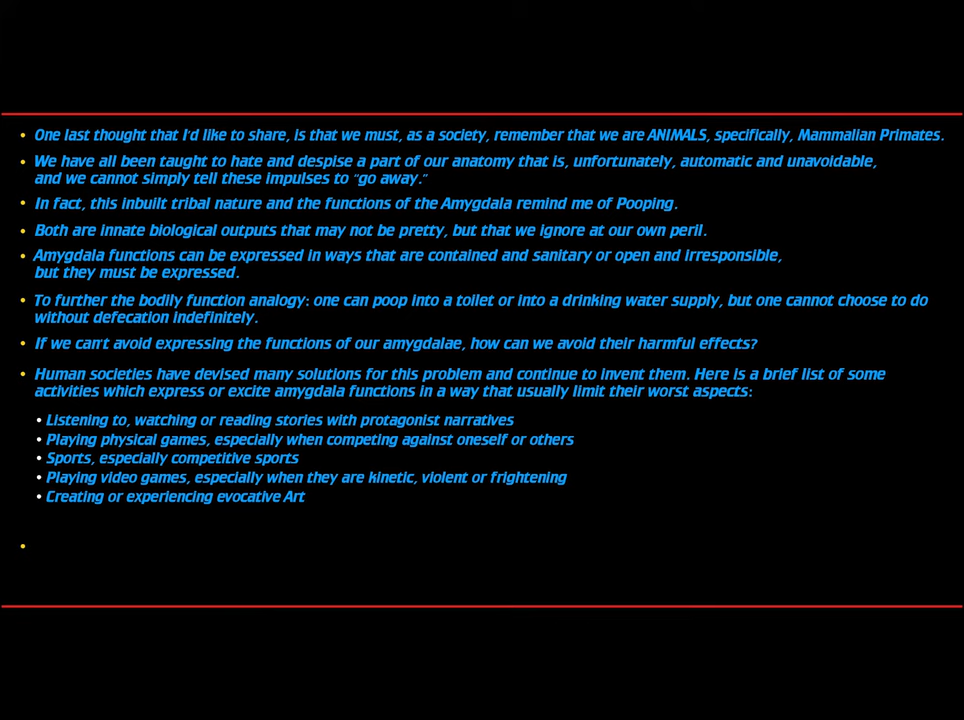 • One last thought that I'd like to share, is that we must, as a society, remember that we are ANIMALS, specifically, Mammalian Primates.
• We have all been taught to hate and despise a part of our anatomy that is, unfortunately, automatic and unavoidable,
and we cannot simply tell these impulses to "go away."
• In fact, this inbuilt tribal nature and the functions of the Amygdala remind me of Pooping.
• Both are innate biological outputs that may not be pretty, but that we ignore at our own peril.
• Amygdala functions can be expressed in ways that are contained and sanitary or open and irresponsible,
but they must be expressed.
• To further the bodily function analogy: one can poop into a toilet or into a drinking water supply, but one cannot choose to do
without defecation indefinitely.
• If we can't avoid expressing the functions of our amygdalae, how can we avoid their harmful effects?
• Human societies have devised many solutions for this problem and continue to invent them. Here is a brief list of some
activities which express or excite amygdala functions in a way that usually limit their worst aspects:
• Listening to, watching or reading stories with protagonist narratives
• Playing physical games, especially when competing against oneself or others
• Sports, especially competitive sports
• Playing video games, especially when they are kinetic, violent or frightening
• Creating or experiencing evocative Art
•